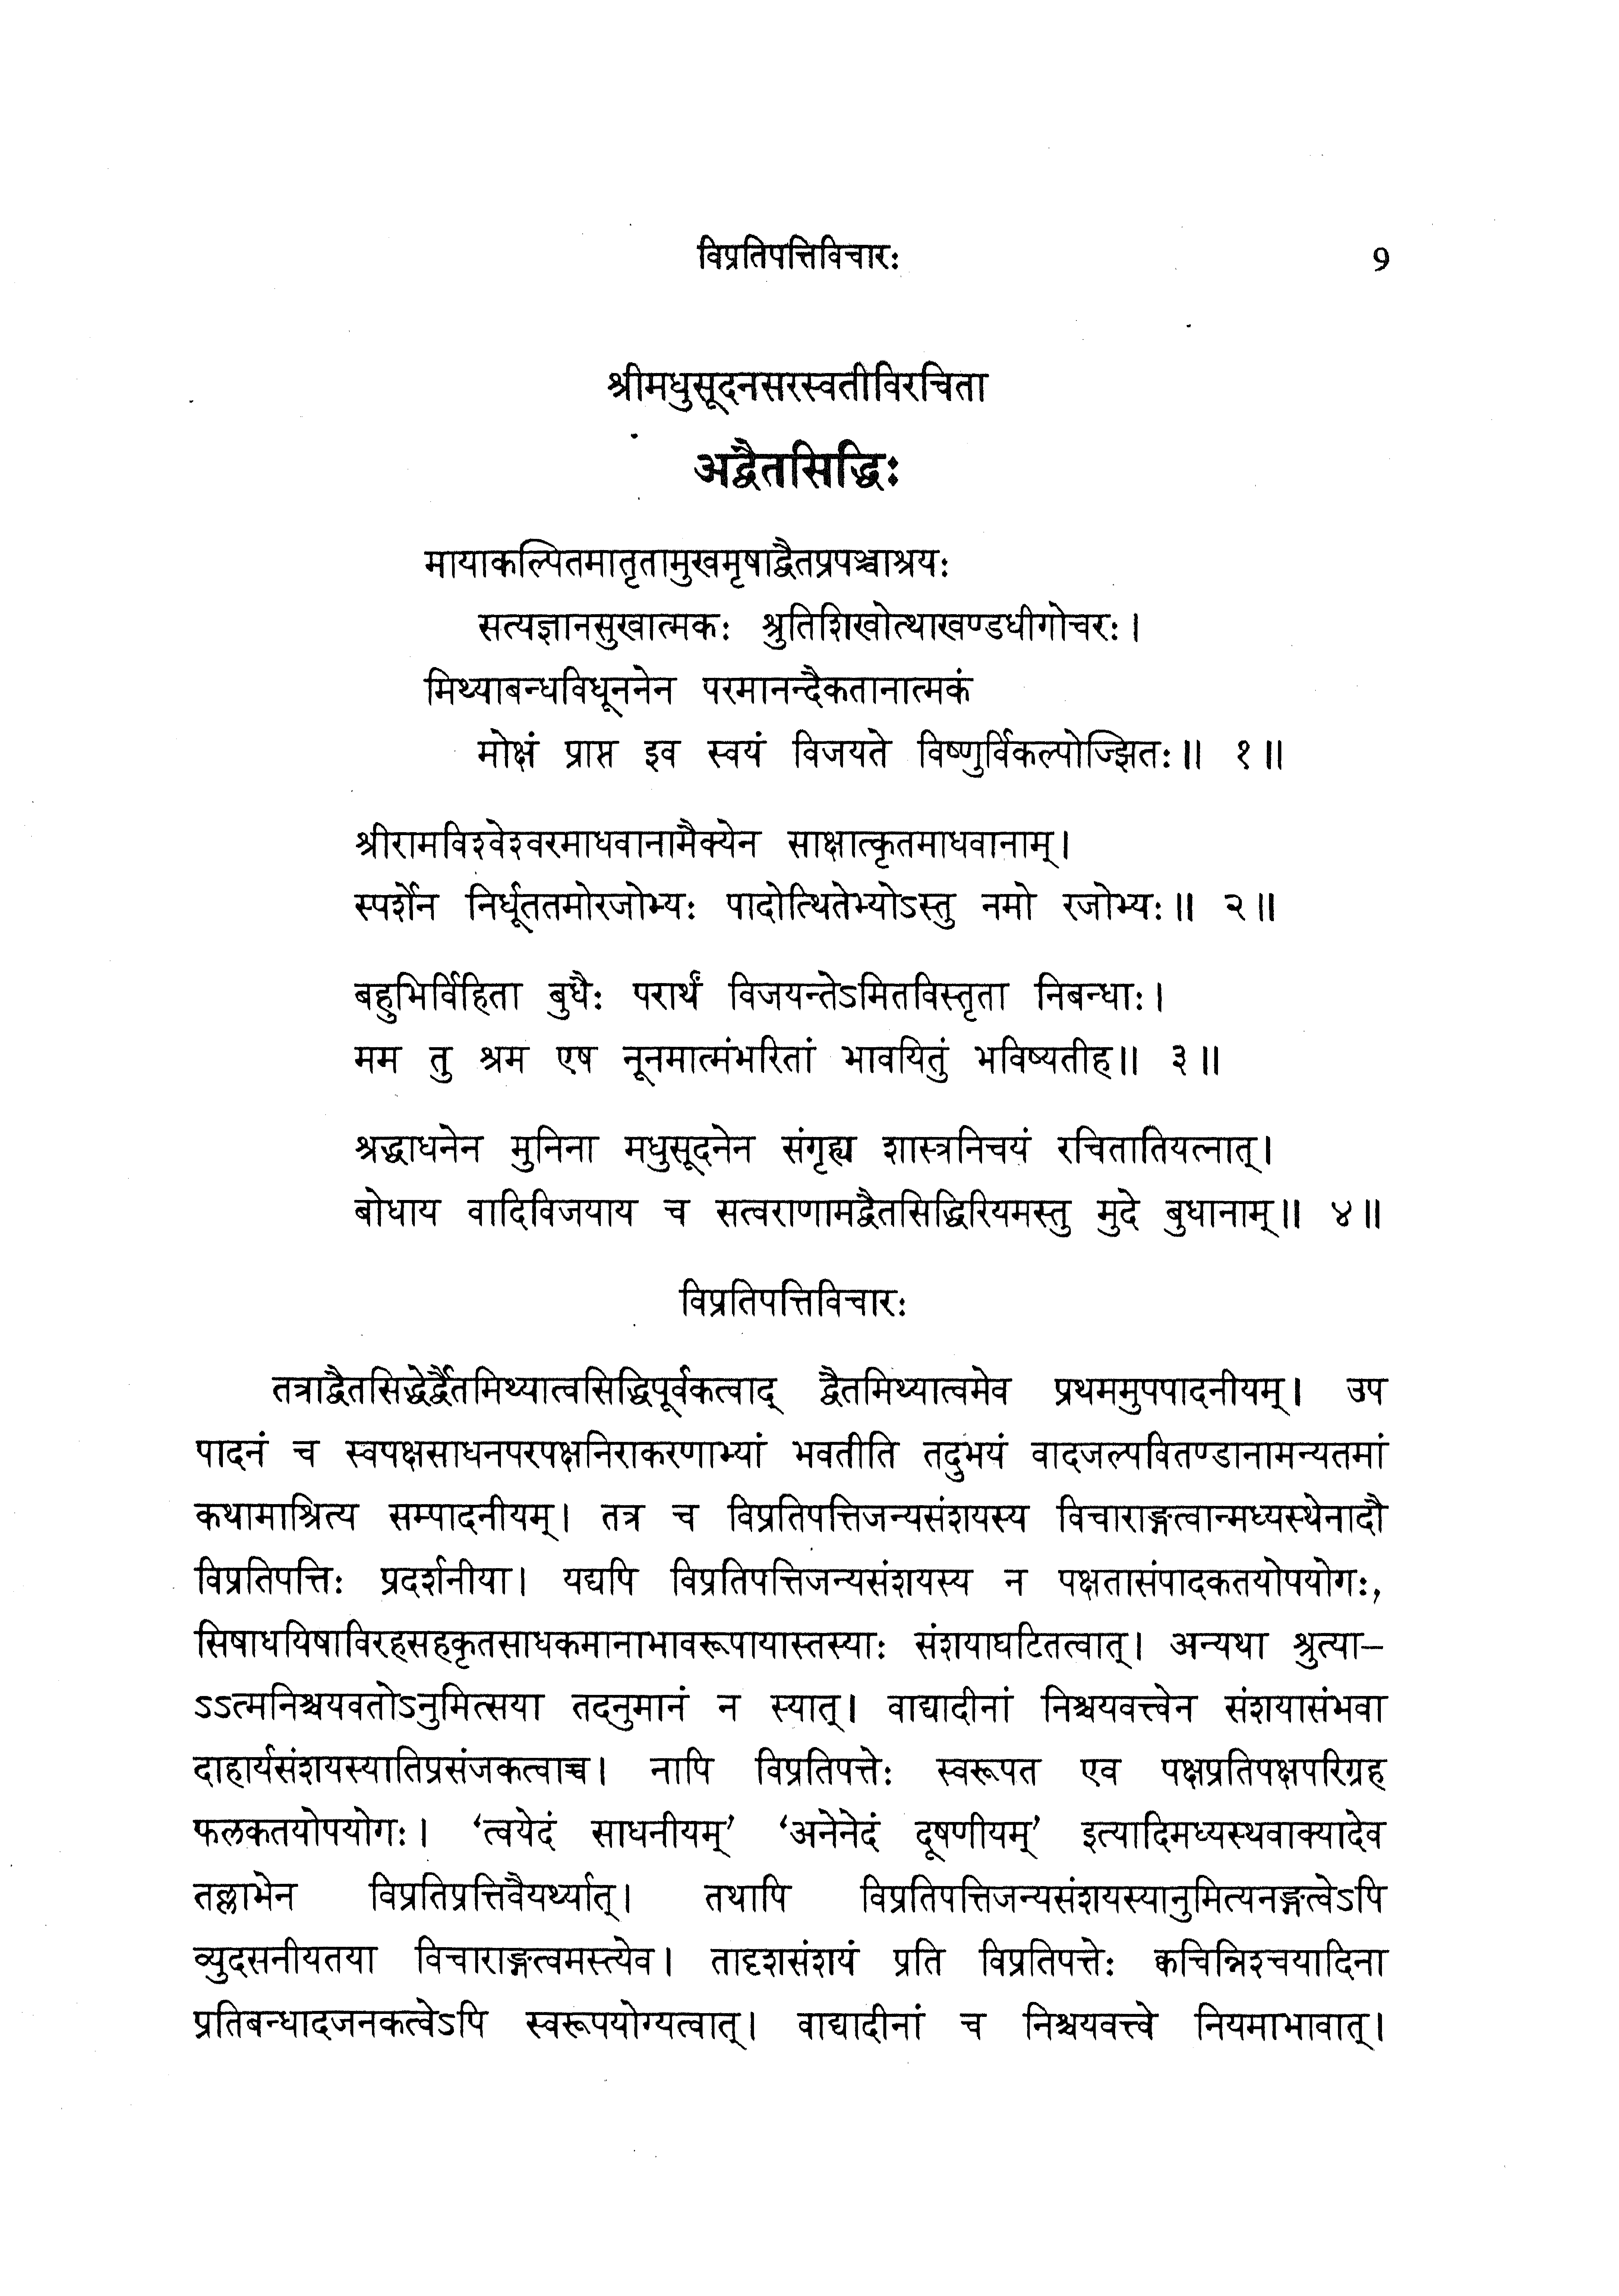 विप्रतिपत्तिविचारः ९
श्रीमधुसूदनसरस्वतीविरचिता
अद्वैतसिद्धिः
मायाकल्पितमातृतामुखमृषाद्वैतप्रपञ्चाश्रयः
सत्यज्ञानसुखात्मकः श्रुतिशिखोत्थाखण्डधीगोचरः।
मिथ्याबन्धविधूननेन परमानन्दैकतानात्मकं
मोक्षं प्राप्त इव स्वयं विजयते विष्णुर्विकल्पोज्झितः॥ १॥
श्रीरामविश्वेश्वरमाधवानामैक्येन साक्षात्कृतमाधवानाम्।
स्पर्शेन निर्धूततमोरजोभ्यः पादोत्थितेभ्योऽस्तु नमो रजोभ्यः॥ २॥
बहुभिर्विहिता बुधैः परार्थं विजयन्तेऽमितविस्तृता निबन्धाः।
मम तु श्रम एष नूनमात्मंभरितां भावयितुं भविष्यतीह॥ ३॥
श्रद्धाधनेन मुनिना मधुसूदनेन संगृह्य शास्त्रनिचयं रचितातियत्नात्।
बोधाय वादिविजयाय च सत्वराणामद्वैतसिद्धिरियमस्तु मुदे बुधानाम्॥ ४॥
विप्रतिपत्तिविचारः
तत्राद्वैतसिद्धेर्द्वैतमिथ्यात्वसिद्धिपूर्वकत्वाद् द्वैतमिथ्यात्वमेव प्रथममुपपादनीयम्। उप
पादनं च स्वपक्षसाधनपरपक्षनिराकरणाभ्यां भवतीति तदुभयं वादजल्पवितण्डानामन्यतमां
कथामाश्रित्य सम्पादनीयम्। तत्र च विप्रतिपत्तिजन्यसंशयस्य विचाराङ्गत्वान्मध्यस्थेनादौ
विप्रतिपत्तिः प्रदर्शनीया। यद्यपि विप्रतिपत्तिजन्यसंशयस्य न पक्षतासंपादकतयोपयोगः,
सिषाधयिषाविरहसहकृतसाधकमानाभावरूपायास्तस्याः संशयाघटितत्वात्। अन्यथा श्रुत्या–
ऽऽत्मनिश्चयवतोऽनुमित्सया तदनुमानं न स्यात्। वाद्यादीनां निश्चयवत्त्वेन संशयासंभवा
दाहार्यसंशयस्यातिप्रसंजकत्वाच्च। नापि विप्रतिपत्तेः स्वरूपत एव पक्षप्रतिपक्षपरिग्रह
फलकतयोपयोगः। ‘त्वयेदं साधनीयम्’ ‘अनेनेदं दूषणीयम्’ इत्यादिमध्यस्थवाक्यादेव
तल्लाभेन विप्रतिप्रत्तिवैयर्थ्यात्। तथापि विप्रतिपत्तिजन्यसंशयस्यानुमित्यनङ्गत्वेऽपि
व्युदसनीयतया विचाराङ्गत्वमस्त्येव। तादृशसंशयं प्रति विप्रतिपत्तेः क्वचिन्निश्चयादिना
प्रतिबन्धादजनकत्वेऽपि स्वरूपयोग्यत्वात्। वाद्यादीनां च निश्चयवत्त्वे नियमाभावात्।